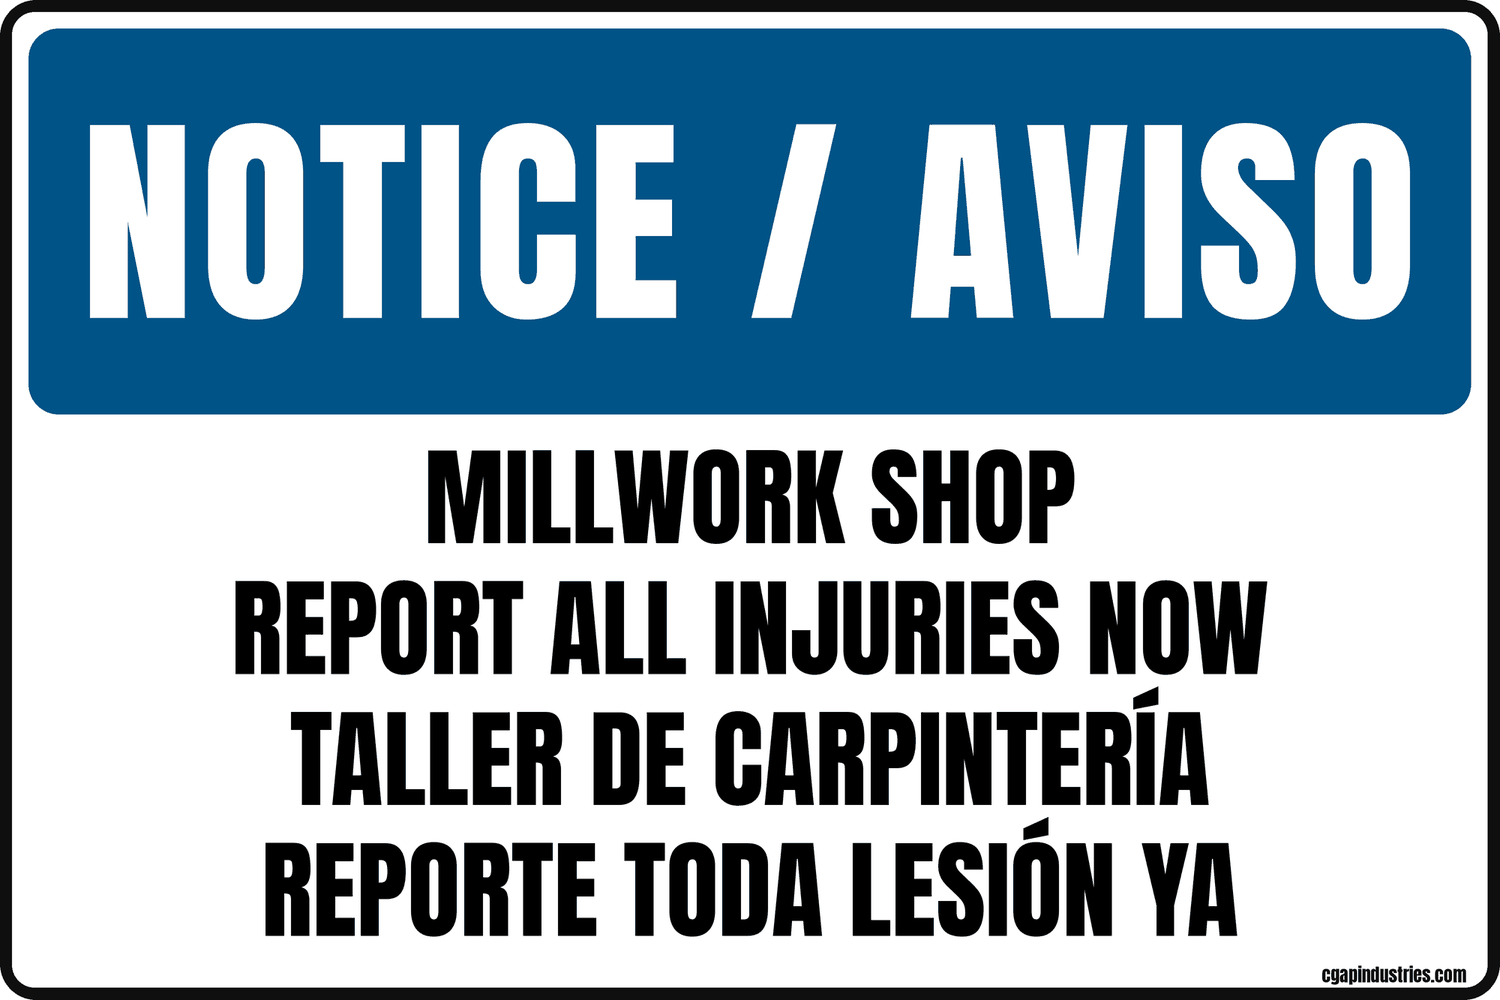 NOTICE / AVISO
MILLWORK SHOP
REPORT ALL INJURIES NOW
TALLER DE CARPINTERÍA
REPORTE TODA LESIÓN YA
cgapindustries.com